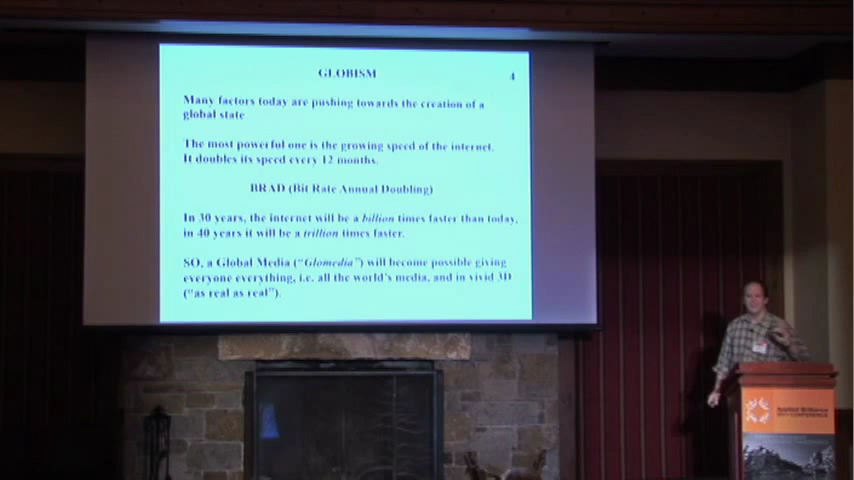 GLOBISM 4
Many factors today are pushing towards the creation of a
global state
The most powerful one is the growing speed of the internet.
It doubles its speed every 12 months.
BRAD (Bit Rate Annual Doubling)
In 30 years, the internet will be a billion times faster than today,
in 40 years it will be a trillion times faster.
SO, a Global Media ("Glomedia") will become possible giving
everyone everything, i.e. all the world's media, and in vivid 3D
("as real as real").
Applied Brilliance
CONFERENCE